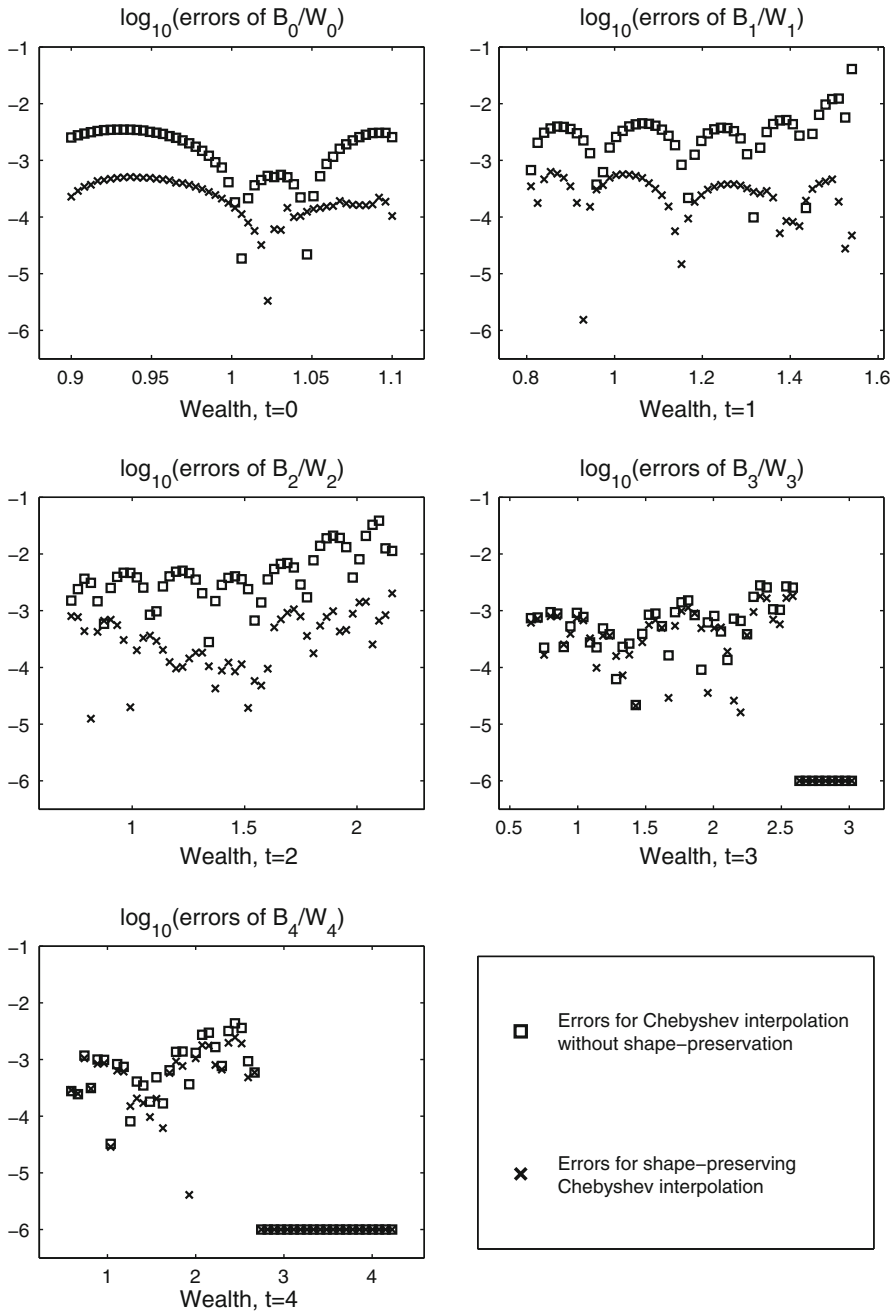 log10(errors of B0/W0)
−1
−2
−3
−4
−5
−6
0.9 0.95 1 1.05 1.1
Wealth, t=0
log10(errors of B1/W1)
−1
−2
−3
−4
−5
−6
0.8 1 1.2 1.4 1.6
Wealth, t=1
log10(errors of B2/W2)
−1
−2
−3
−4
−5
−6
1 1.5 2
Wealth, t=2
log10(errors of B3/W3)
−1
−2
−3
−4
−5
−6
0.5 1 1.5 2 2.5 3
Wealth, t=3
log10(errors of B4/W4)
−1
−2
−3
−4
−5
−6
1 2 3 4
Wealth, t=4
Errors for Chebyshev interpolation
without shape−preservation
Errors for shape−preserving
Chebyshev interpolation